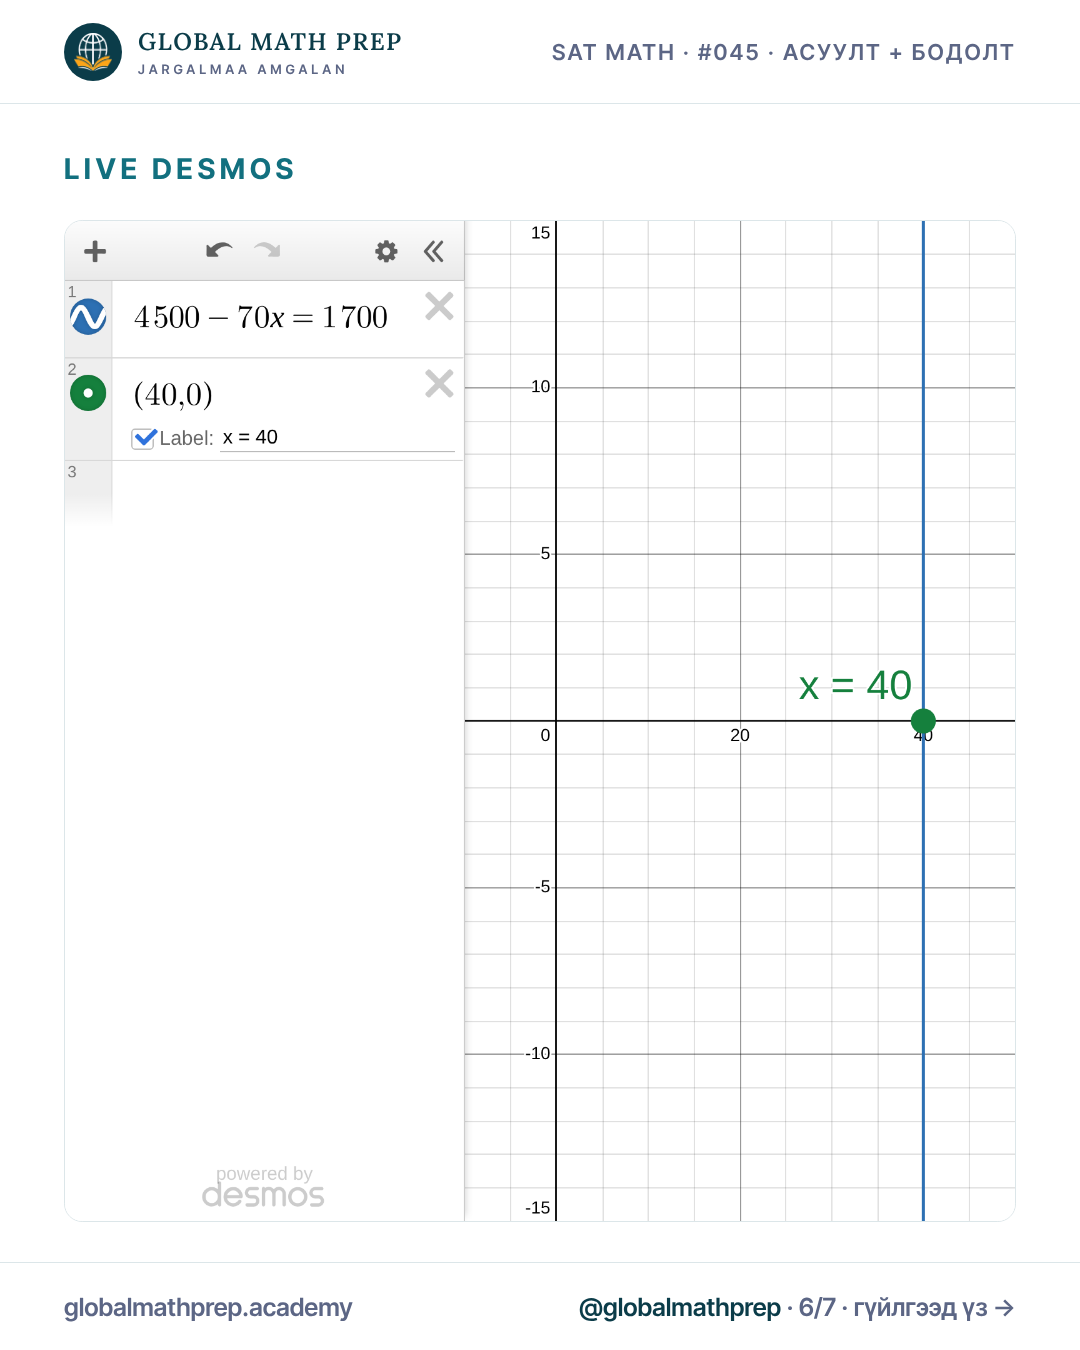 GLOBAL MATH PREP
JARGALMAA AMGALAN
SAT MATH · #045 · АСУУЛТ + БОДОЛТ
LIVE DESMOS
1
4500 − 70x = 1700
2
(40,0)
Label: x = 40
3
powered by
desmos
15
10
5
x = 40
0
20
40
-5
-10
-15
globalmathprep.academy
@globalmathprep · 6/7 · гүйлгээд үз →